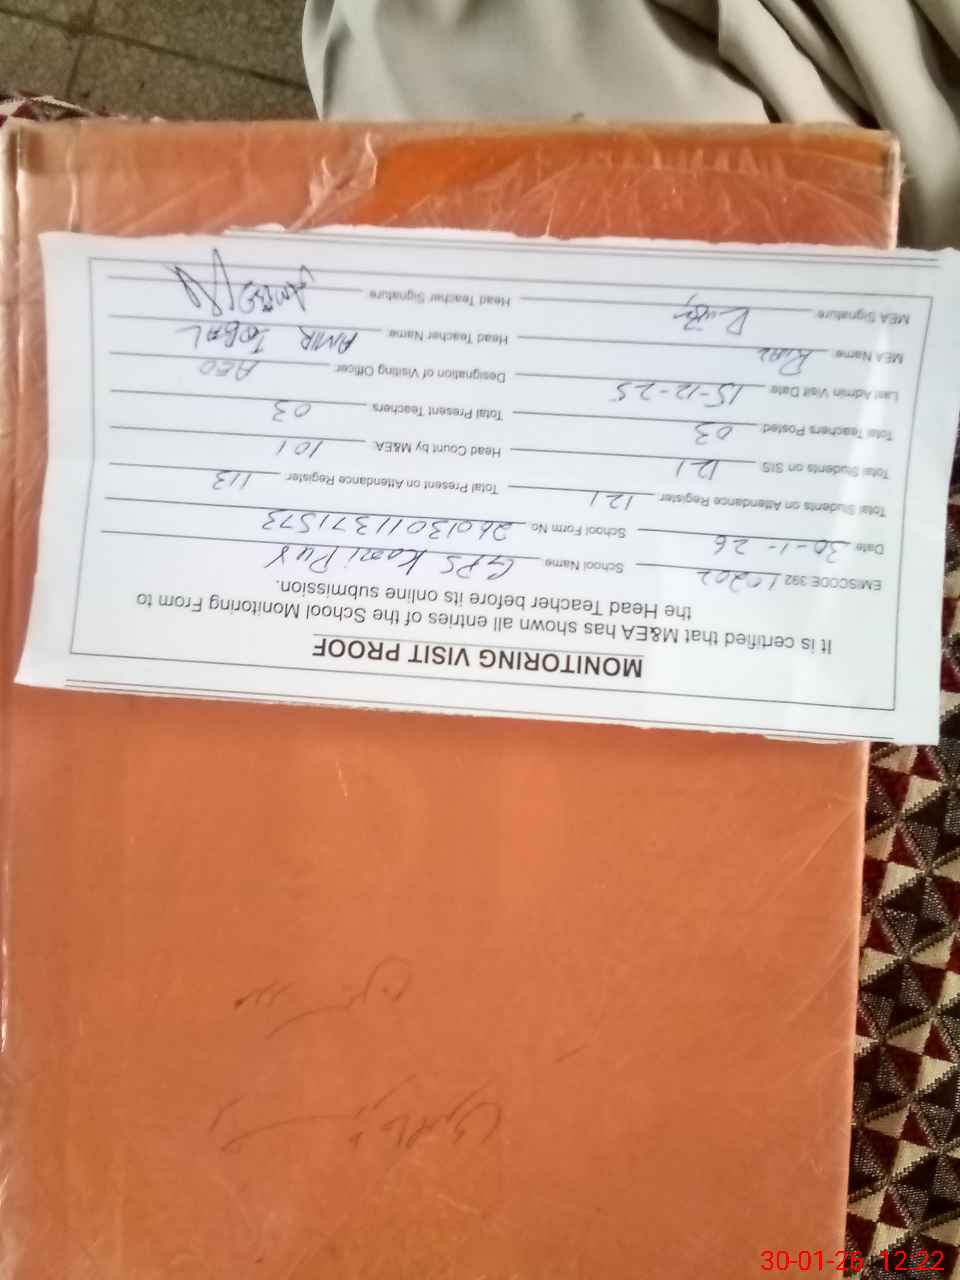 MONITORING VISIT PROOF
It is certified that M&EA has shown all entries of the School Monitoring From to
the Head Teacher before its online submission.
EMISCODE 392 10202 School Name: GPS Kazi Pur
Date: 30-1-26 School Form No. 26013011371573
Total Students on Attendance Register 121 Total Present on Attendance Register: 113
Total Students on SIS 121 Head Count by M&EA: 101
Total Teachers Posted: 03 Total Present Teachers: 03
Last Admin Visit Date: 15-12-25 Designation of Visiting Officer: AEO
MEA Name: Riaz Head Teacher Name: AMIR IQBAL
MEA Signature: Head Teacher Signature:
30-01-26 12:22